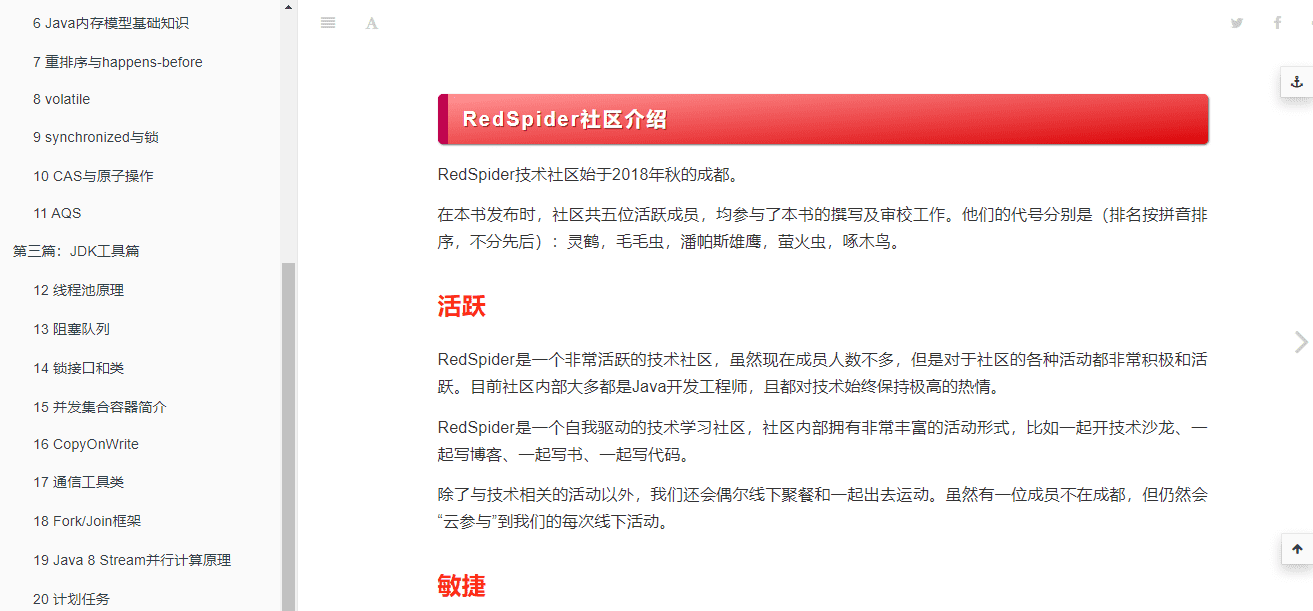 6 Java内存模型基础知识
7 重排序与happens-before
8 volatile
9 synchronized与锁
10 CAS与原子操作
11 AQS
第三篇：JDK工具篇
12 线程池原理
13 阻塞队列
14 锁接口和类
15 并发集合容器简介
16 CopyOnWrite
17 通信工具类
18 Fork/Join框架
19 Java 8 Stream并行计算原理
20 计划任务
A
RedSpider社区介绍
RedSpider技术社区始于2018年秋的成都。
在本书发布时，社区共五位活跃成员，均参与了本书的撰写及审校工作。他们的代号分别是（排名按拼音排
序，不分先后）：灵鹤，毛毛虫，潘帕斯雄鹰，萤火虫，啄木鸟。
活跃
RedSpider是一个非常活跃的技术社区，虽然现在成员人数不多，但是对于社区的各种活动都非常积极和活
跃。目前社区内部大多都是Java开发工程师，且都对技术始终保持极高的热情。
RedSpider是一个自我驱动的技术学习社区，社区内部拥有非常丰富的活动形式，比如一起开技术沙龙、一
起写博客、一起写书、一起写代码。
除了与技术相关的活动以外，我们还会偶尔线下聚餐和一起出去运动。虽然有一位成员不在成都，但仍然会
“云参与”到我们的每次线下活动。
敏捷